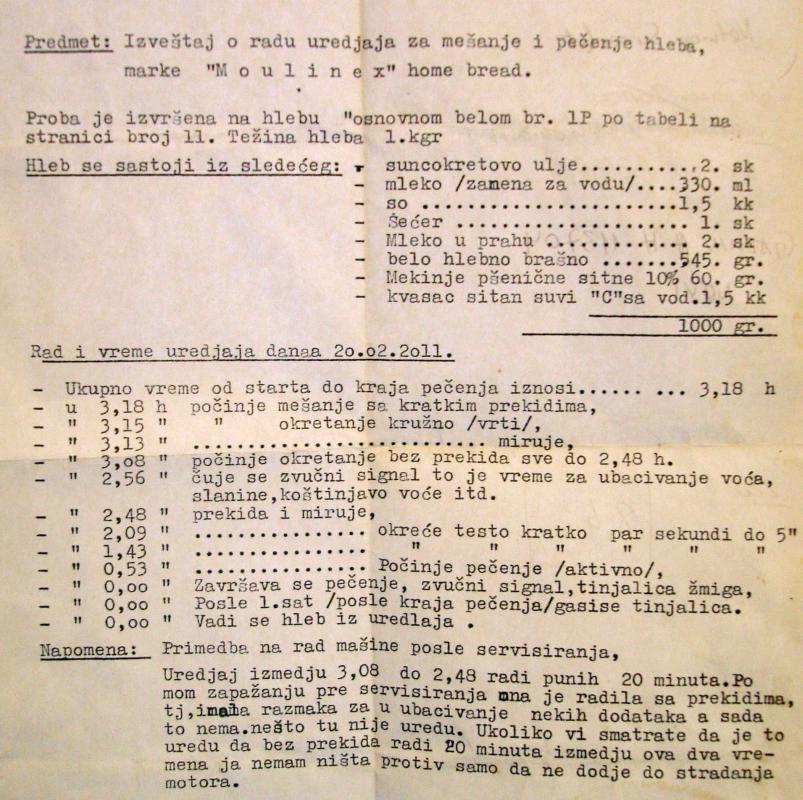 Predmet: Izveštaj o radu uredjaja za mešanje i pečenje hleba,
marke "M o u l i n e x" home bread.
Proba je izvršena na hlebu "osnovnom belom br. 1P po tabeli na
stranici broj 11. Težina hleba 1.kgr
Hleb se sastoji iz sledećeg: - suncokretovo ulje...........2. sk
- mleko /zamena za vodu/....330. ml
- so ......................1,5 kk
- Šećer ..................... 1. sk
- Mleko u prahu ............. 2. sk
- belo hlebno brašno .......545. gr.
- Mekinje pšenične sitne 10% 60. gr.
- kvasac sitan suvi "C"sa vod.1,5 kk
1000 gr.
Rad i vreme uredjaja danaa 2o.o2.2o11.
- Ukupno vreme od starta do kraja pečenja iznosi...... ... 3,18 h
- u 3,18 h počinje mešanje sa kratkim prekidima,
- " 3,15 " " okretanje kružno /vrti/,
- " 3,13 " ............................ miruje,
- " 3,o8 " počinje okretanje bez prekida sve do 2,48 h.
- " 2,56 " čuje se zvučni signal to je vreme za ubacivanje voća,
slanine,koštinjavo voće itd.
- " 2,48 " prekida i miruje,
- " 2,09 " ................ okreće testo kratko par sekundi do 5"
- " 1,43 " ................ " " " " " "
- " 0,53 " ................ Počinje pečenje /aktivno/,
- " 0,oo " Završava se pečenje, zvučni signal,tinjalica žmiga,
- " 0,oo " Posle 1.sat /posle kraja pečenja/gasise tinjalica.
- " 0,oo " Vadi se hleb iz uredlaja .
Napomena: Primedba na rad mašine posle servisiranja,
Uredjaj izmedju 3,08 do 2,48 radi punih 20 minuta.Po
mom zapažanju pre servisiranja ona je radila sa prekidima,
tj,imaha razmaka za u ubacivanje nekih dodataka a sada
to nema.nešto tu nije uredu. Ukoliko vi smatrate da je to
uredu da bez prekida radi 20 minuta izmedju ova dva vre-
mena ja nemam ništa protiv samo da ne dodje do stradanja
motora.